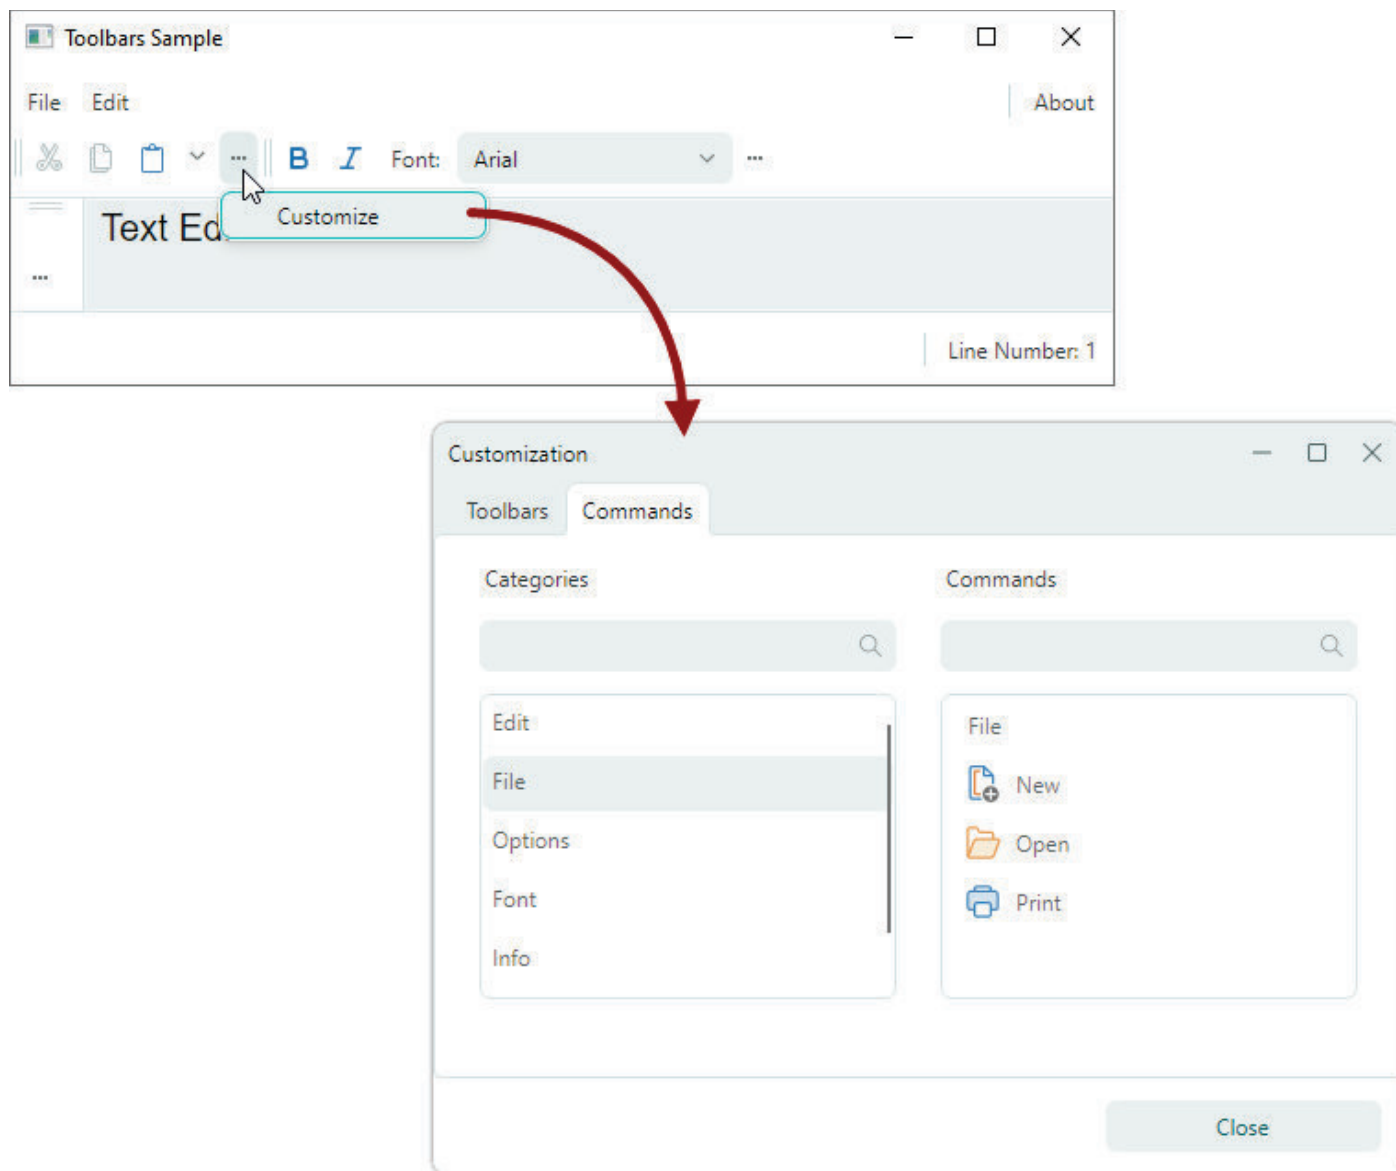 Toolbars Sample
File Edit About
B I Font: Arial
Customize
Text Ed
Line Number: 1
Customization
Toolbars Commands
Categories Commands
Edit
File
Options
Font
Info
File
New
Open
Print
Close